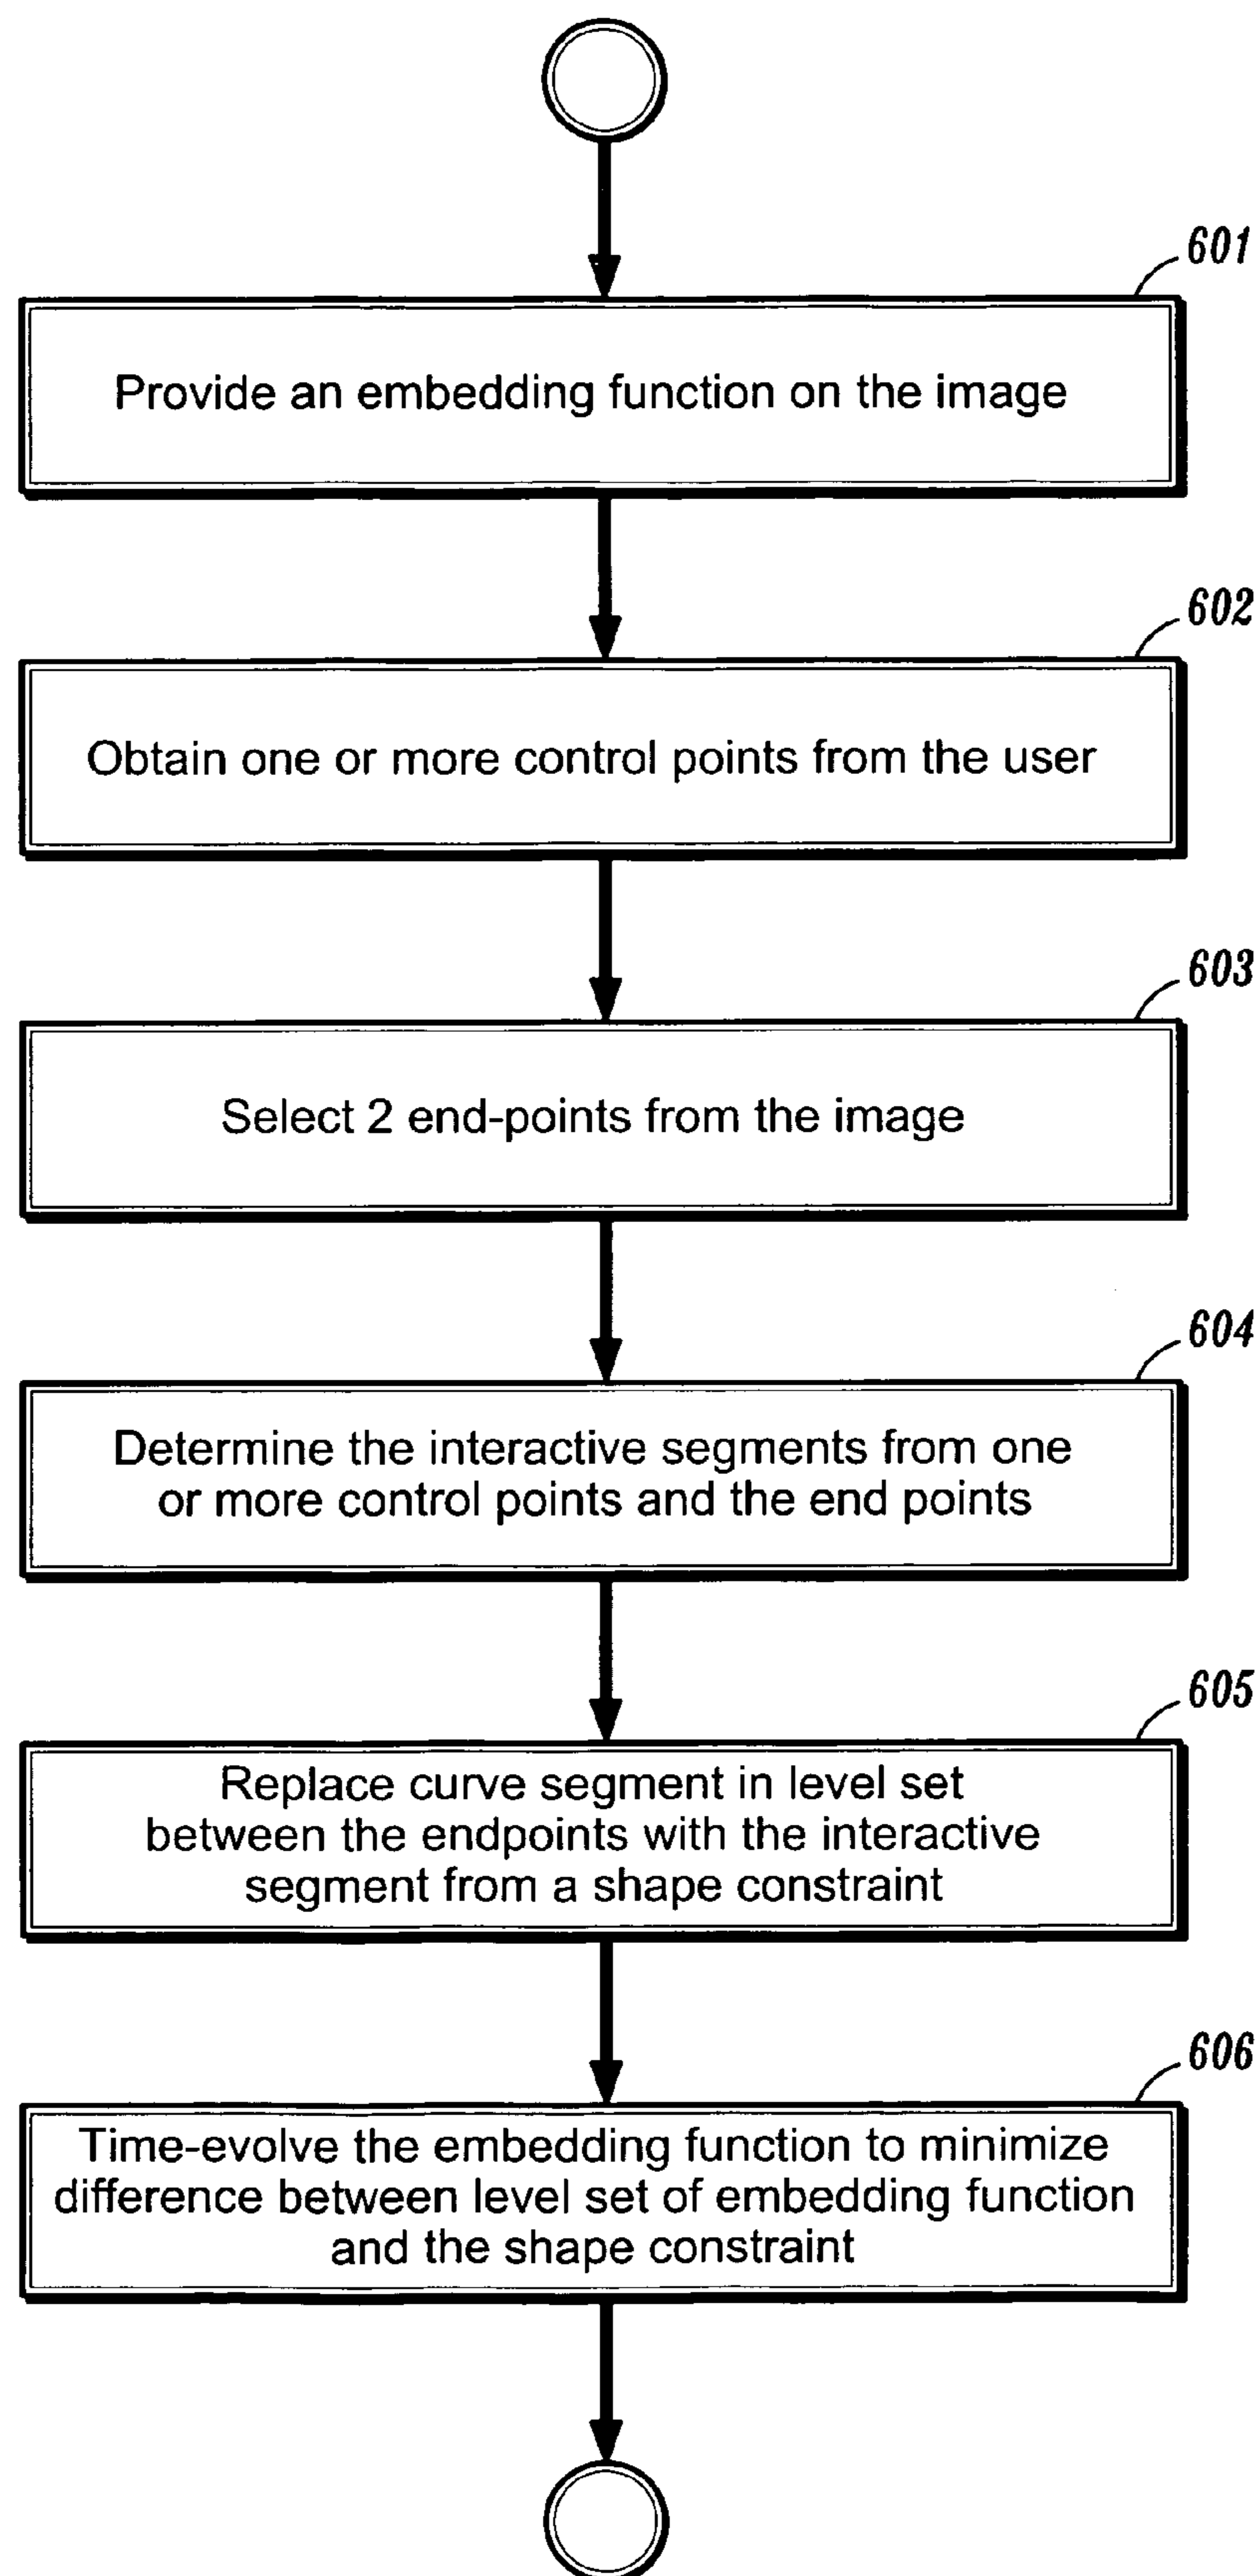 601
Provide an embedding function on the image
602
Obtain one or more control points from the user
603
Select 2 end-points from the image
604
Determine the interactive segments from one
or more control points and the end points
605
Replace curve segment in level set
between the endpoints with the interactive
segment from a shape constraint
606
Time-evolve the embedding function to minimize
difference between level set of embedding function
and the shape constraint